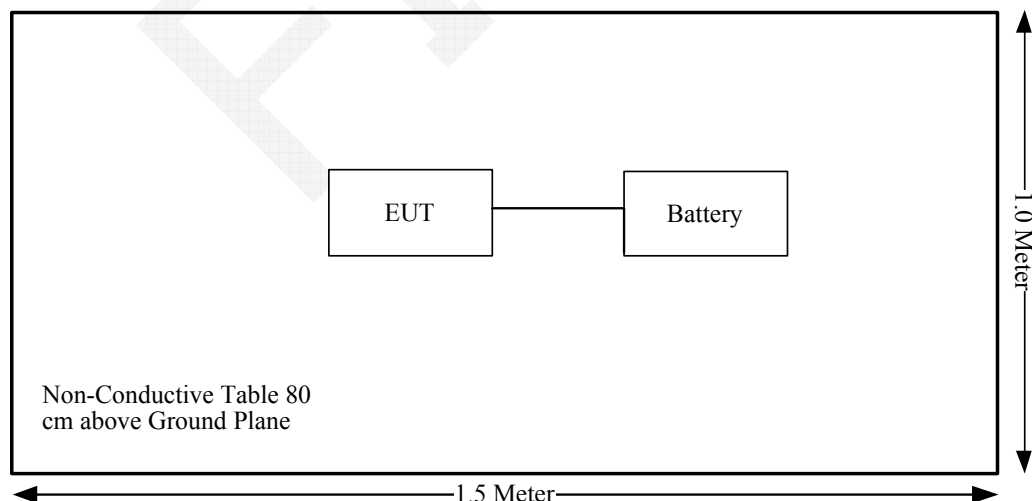 EUT
Battery
1.0 Meter
Non-Conductive Table 80
cm above Ground Plane
1.5 Meter